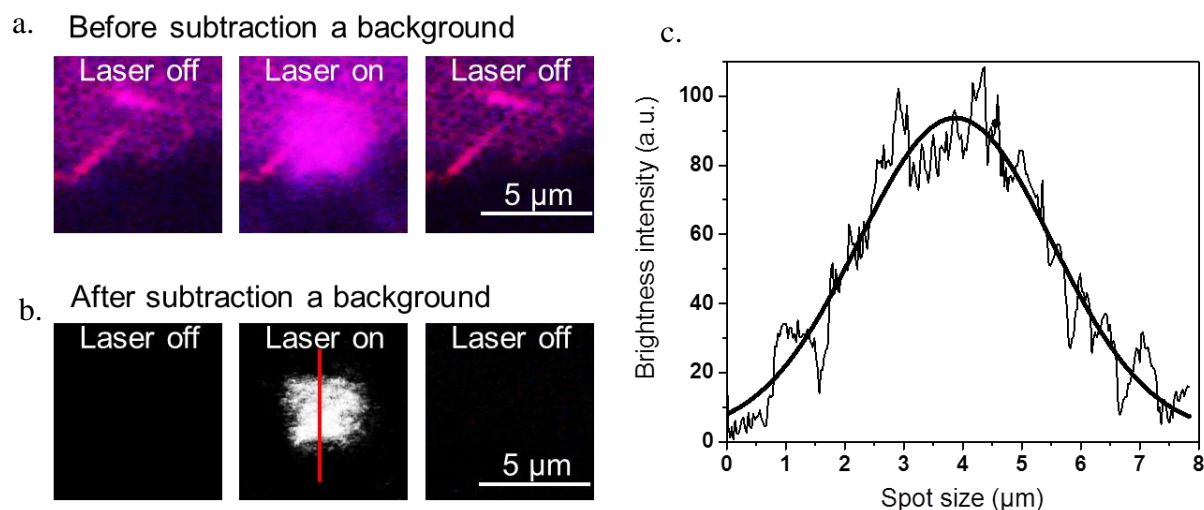 a. Before subtraction a background
Laser off Laser on Laser off
5 µm
b. After subtraction a background
Laser off Laser on Laser off
5 µm
c.
Brightness intensity (a.u.)
100
80
60
40
20
0
0 1 2 3 4 5 6 7 8
Spot size (µm)